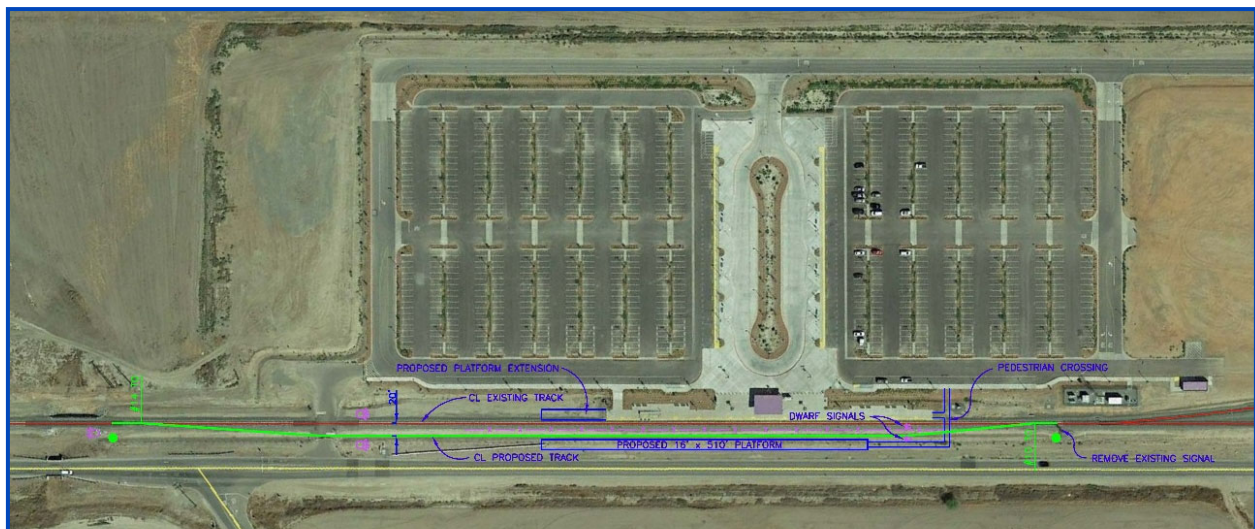 PROPOSED PLATFORM EXTENSION
PEDESTRIAN CROSSING
CL EXISTING TRACK
20'
DWARF SIGNALS
PROPOSED 16' x 510' PLATFORM
CL PROPOSED TRACK
REMOVE EXISTING SIGNAL